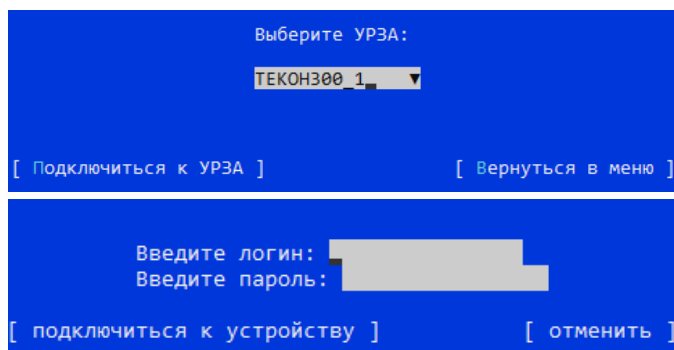 Выберите УРЗА:
ТЕКОН300_1 ▼
[ Подключиться к УРЗА ] [ Вернуться в меню ]
Введите логин:
Введите пароль:
[ подключиться к устройству ] [ отменить ]